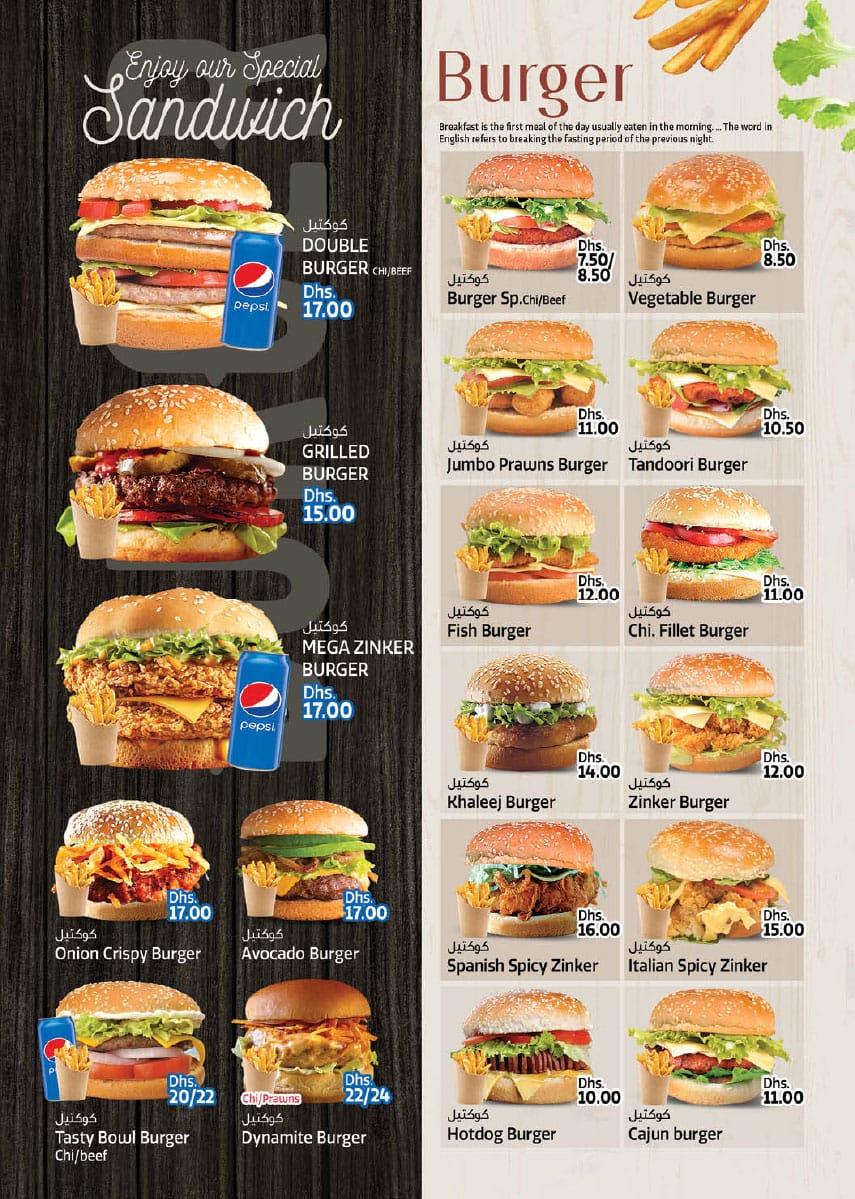 Enjoy our Special
Sandwich
كوكتيل
DOUBLE
BURGER CHI/BEEF
Dhs.
17.00
pepsi.
كوكتيل
GRILLED
BURGER
Dhs.
15.00
كوكتيل
MEGA ZINKER
BURGER
Dhs.
17.00
pepsi.
Dhs.
17.00
كوكتيل
Onion Crispy Burger
Dhs.
17.00
كوكتيل
Avocado Burger
Dhs.
20/22
كوكتيل
Tasty Bowl Burger
Chi/beef
Chi/Prawns
Dhs.
22/24
كوكتيل
Dynamite Burger
Burger
Breakfast is the first meal of the day usually eaten in the morning. ... The word in
English refers to breaking the fasting period of the previous night.
Dhs.
7.50/
8.50
كوكتيل
Burger Sp.Chi/Beef
Dhs.
8.50
كوكتيل
Vegetable Burger
Dhs.
11.00
كوكتيل
Jumbo Prawns Burger
Dhs.
10.50
كوكتيل
Tandoori Burger
Dhs.
12.00
كوكتيل
Fish Burger
Dhs.
11.00
كوكتيل
Chi. Fillet Burger
Dhs.
14.00
كوكتيل
Khaleej Burger
Dhs.
12.00
كوكتيل
Zinker Burger
Dhs.
16.00
كوكتيل
Spanish Spicy Zinker
Dhs.
15.00
كوكتيل
Italian Spicy Zinker
Dhs.
10.00
كوكتيل
Hotdog Burger
Dhs.
11.00
كوكتيل
Cajun burger